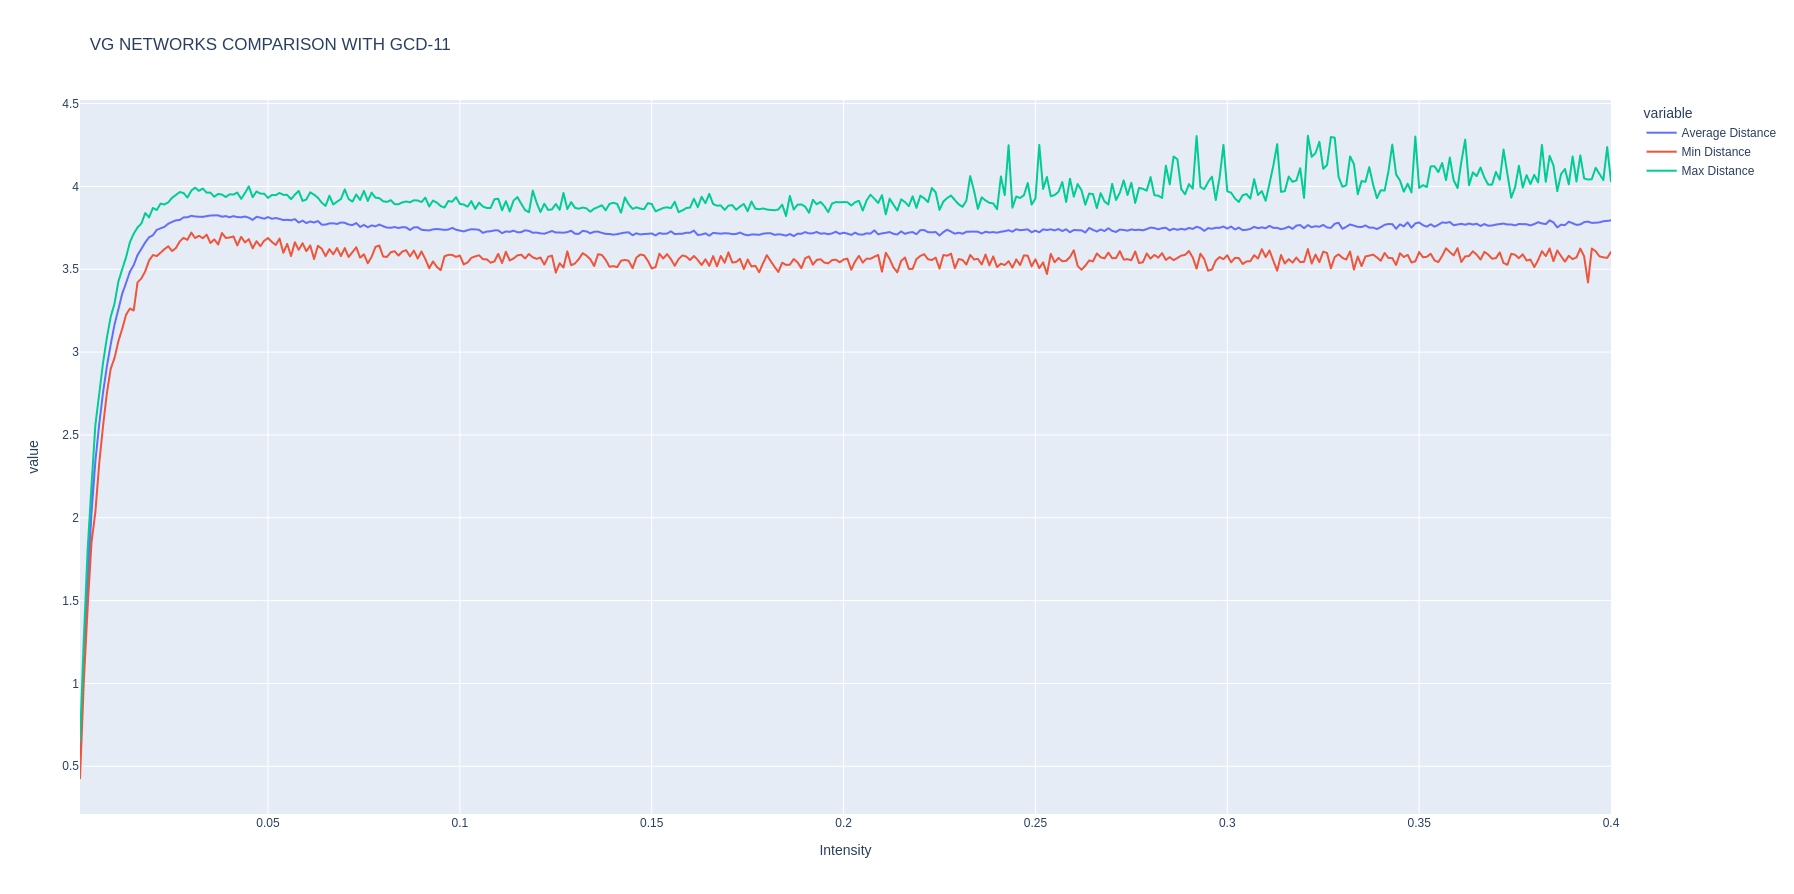 VG NETWORKS COMPARISON WITH GCD-11
variable
Average Distance
Min Distance
Max Distance
value
4.5
4
3.5
3
2.5
2
1.5
1
0.5
0.05
0.1
0.15
0.2
0.25
0.3
0.35
0.4
Intensity